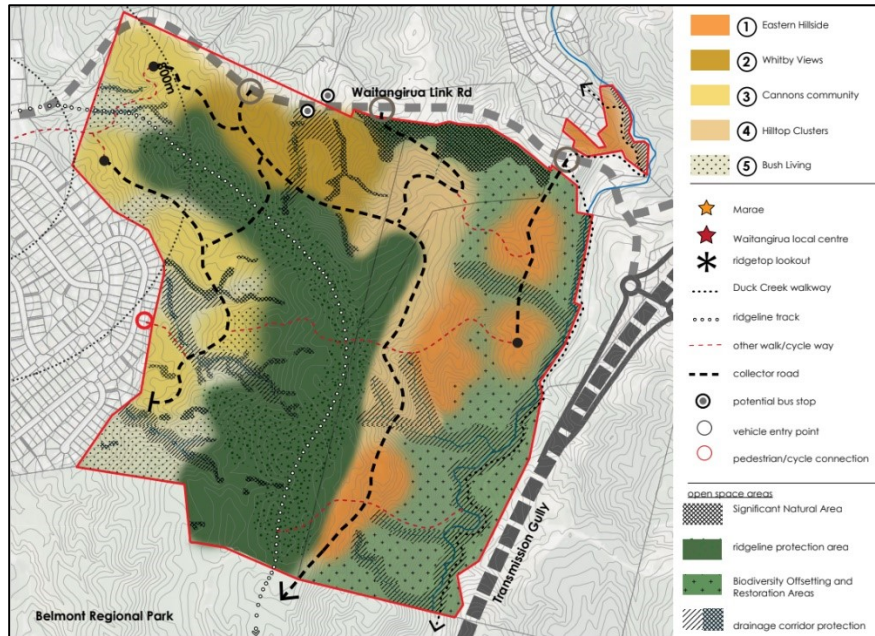 800m
Waitangirua Link Rd
Transmission Gully
Belmont Regional Park
1 Eastern Hillside
2 Whitby Views
3 Cannons community
4 Hilltop Clusters
5 Bush Living
Marae
Waitangirua local centre
ridgetop lookout
Duck Creek walkway
ridgeline track
other walk/cycle way
collector road
potential bus stop
vehicle entry point
pedestrian/cycle connection
open space areas
Significant Natural Area
ridgeline protection area
Biodiversity Offsetting and
Restoration Areas
drainage corridor protection